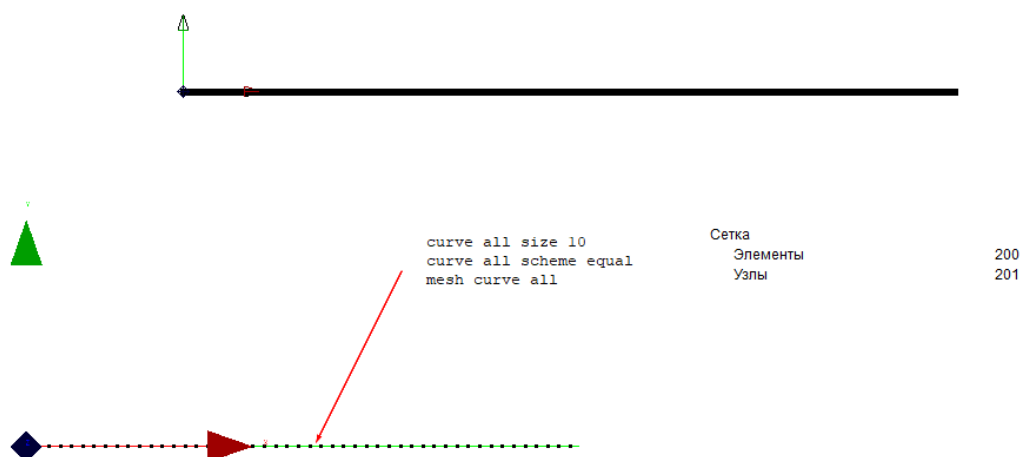 curve all size 10
curve all scheme equal
mesh curve all
Сетка
Элементы 200
Узлы 201